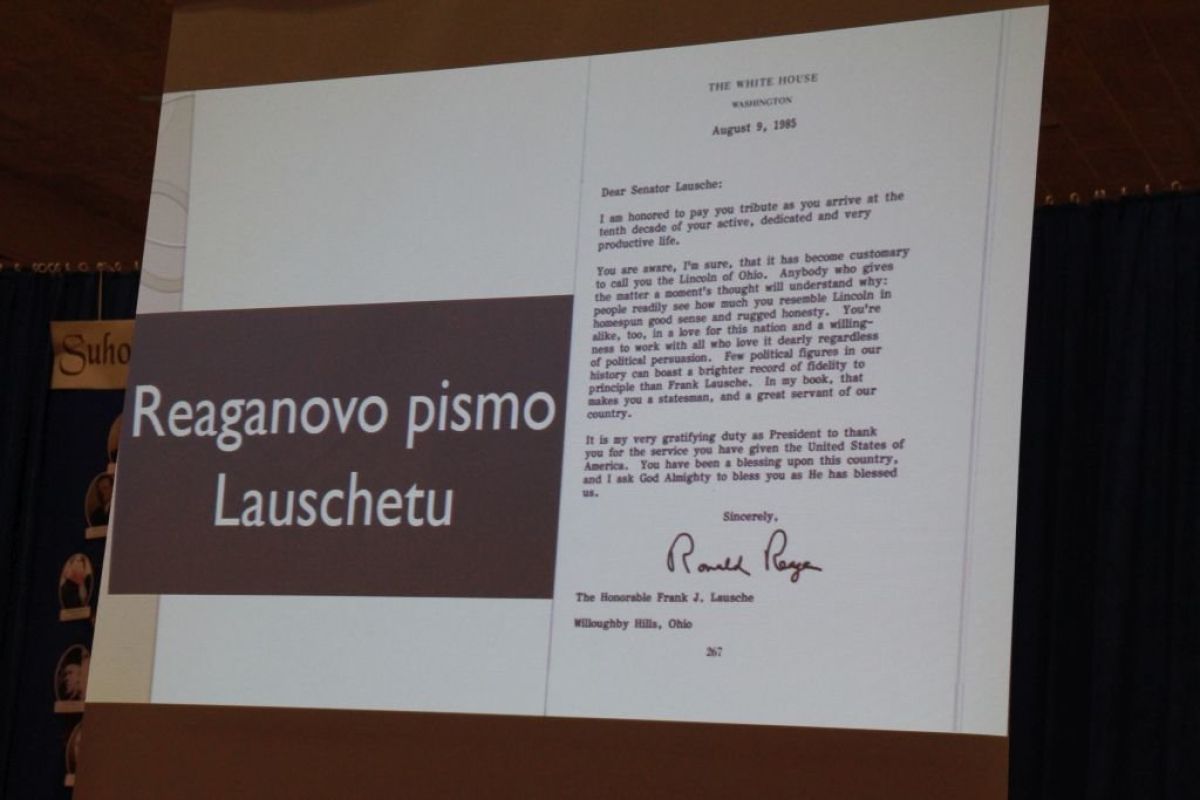 Suho
Reaganovo pismo
Lauschetu
THE WHITE HOUSE
WASHINGTON
August 9, 1985
Dear Senator Lausche:
I am honored to pay you tribute as you arrive at the
tenth decade of your active, dedicated and very
productive life.
You are aware, I'm sure, that it has become customary
to call you the Lincoln of Ohio. Anybody who gives
the matter a moment's thought will understand why:
people readily see how much you resemble Lincoln in
homespun good sense and rugged honesty. You're
alike, too, in a love for this nation and a willing-
ness to work with all who love it dearly regardless
of political persuasion. Few political figures in our
history can boast a brighter record of fidelity to
principle than Frank Lausche. In my book, that
makes you a statesman, and a great servant of our
country.
It is my very gratifying duty as President to thank
you for the service you have given the United States of
America. You have been a blessing upon this country,
and I ask God Almighty to bless you as He has blessed
us.
Sincerely,
Ronald Reagan
The Honorable Frank J. Lausche
Willoughby Hills, Ohio
267